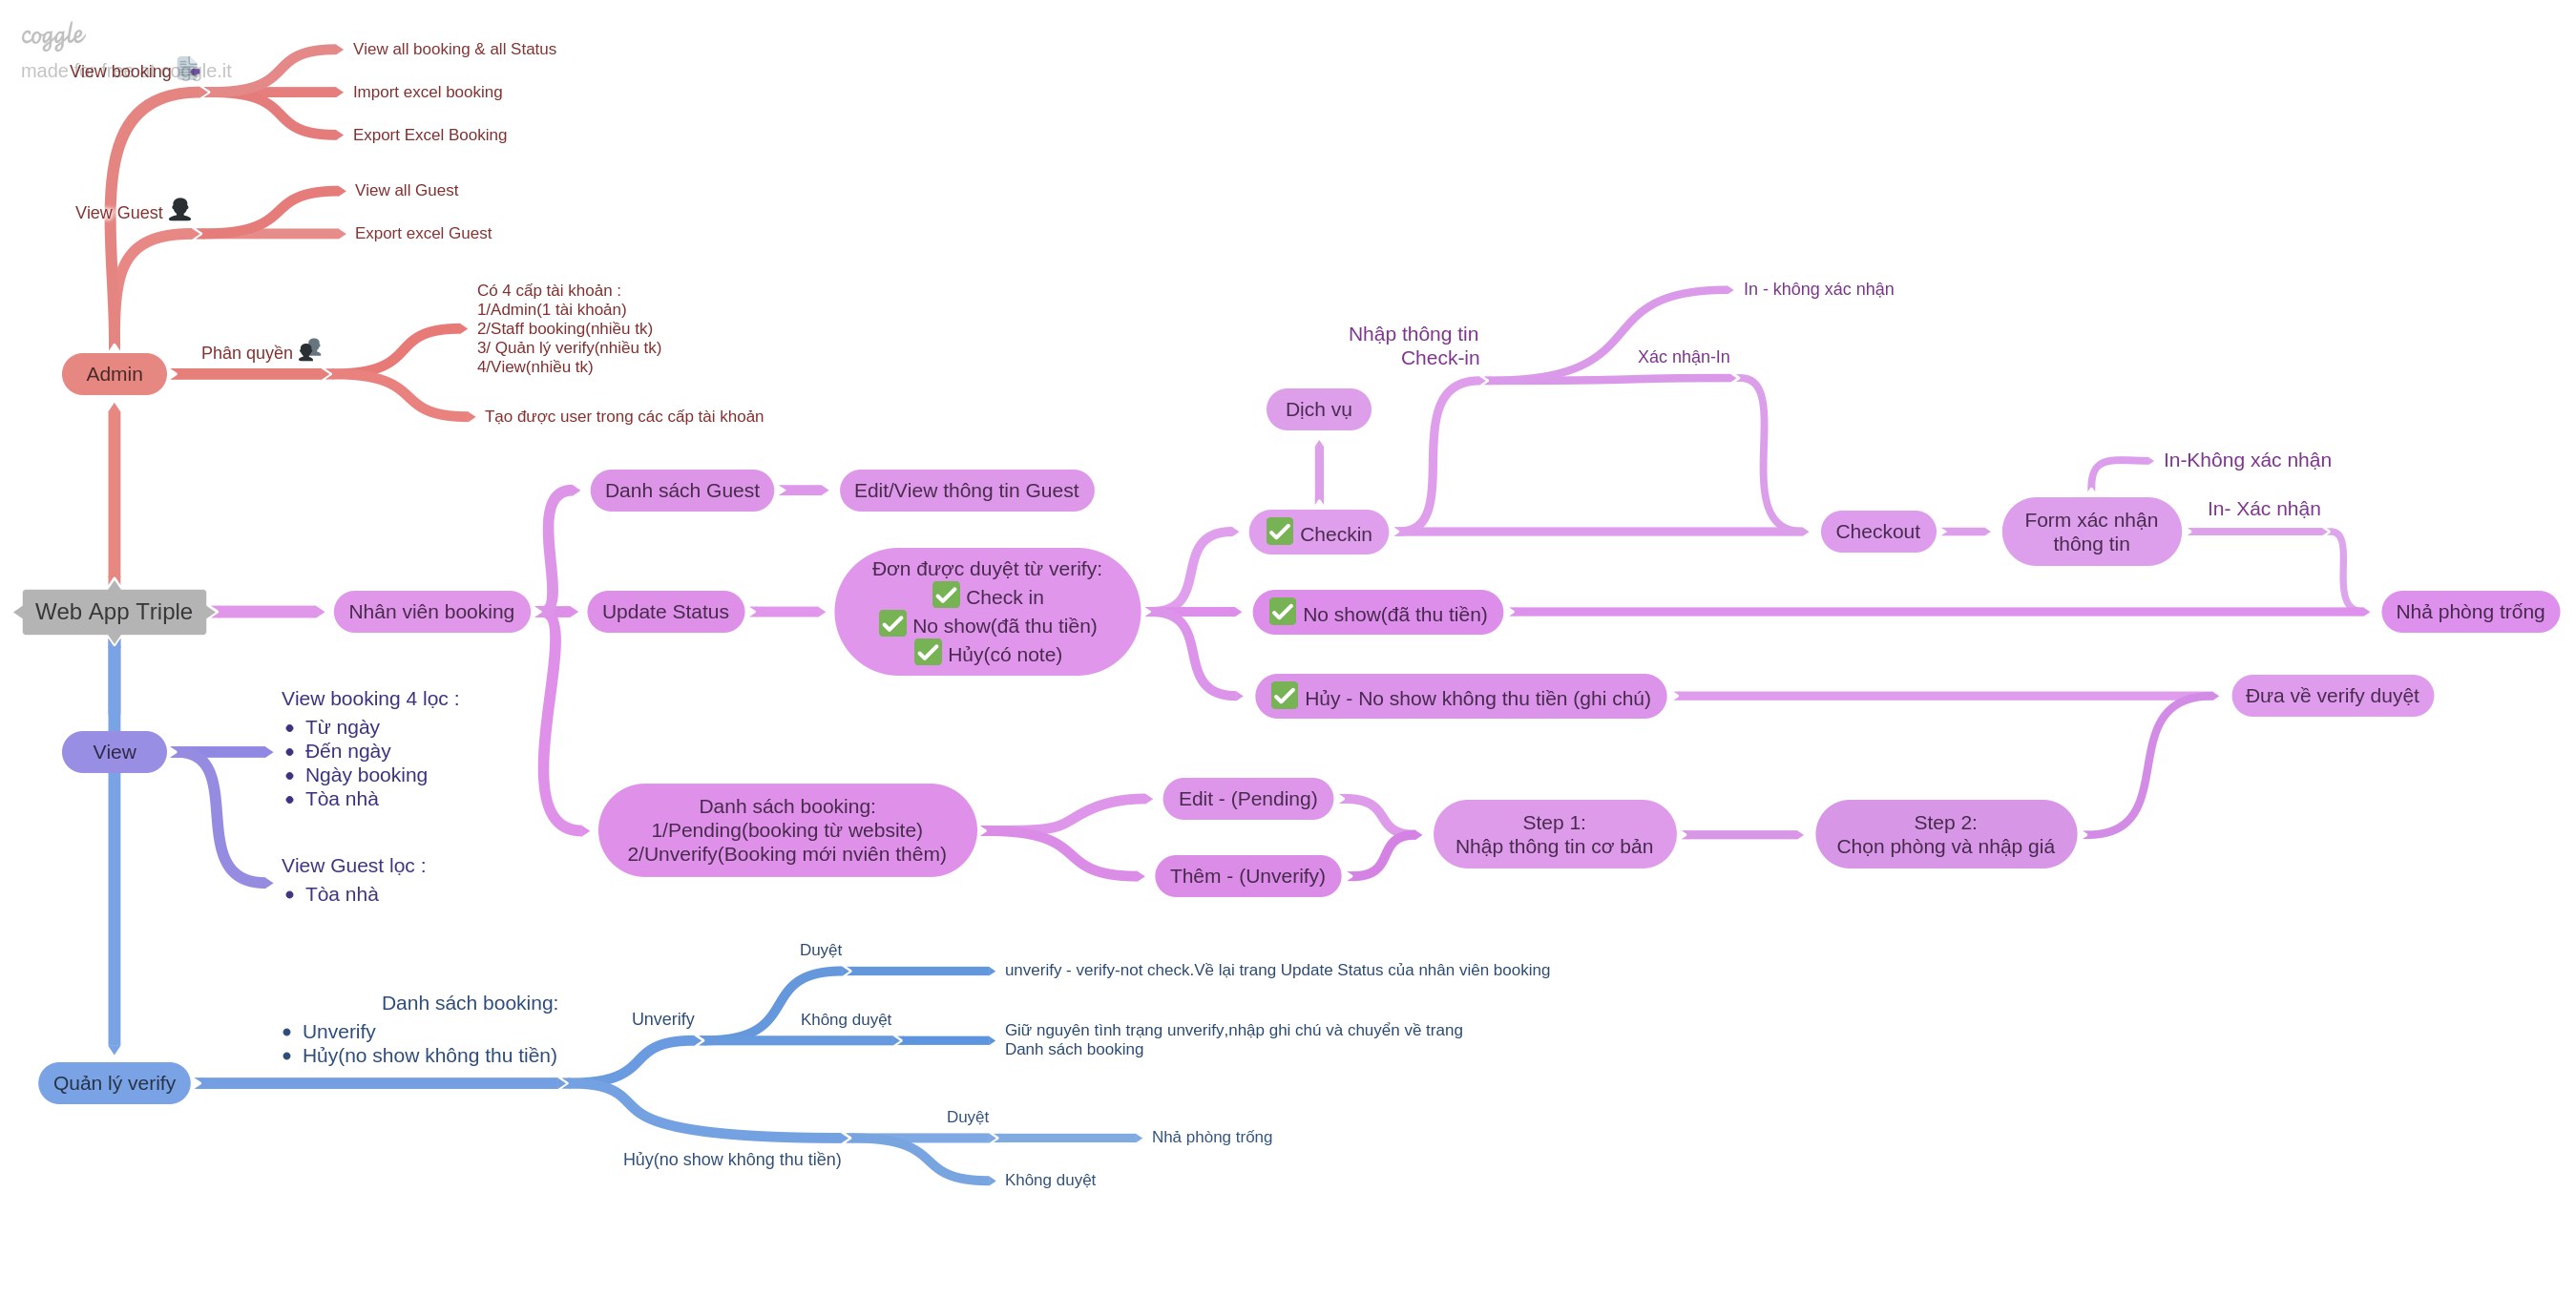 coggle
made for free at coggle.it
View booking
View all booking & all Status
Import excel booking
Export Excel Booking
View Guest
View all Guest
Export excel Guest
Admin
Phân quyền
Có 4 cấp tài khoản :
1/Admin(1 tài khoản)
2/Staff booking(nhiều tk)
3/ Quản lý verify(nhiều tk)
4/View(nhiều tk)
Tạo được user trong các cấp tài khoản
Web App Triple
Nhân viên booking
Danh sách Guest
Edit/View thông tin Guest
Update Status
Đơn được duyệt từ verify:
✅ Check in
✅ No show(đã thu tiền)
✅ Hủy(có note)
Dịch vụ
✅ Checkin
Nhập thông tin
Check-in
In - không xác nhận
Xác nhận-In
Checkout
Form xác nhận
thông tin
In-Không xác nhận
In- Xác nhận
✅ No show(đã thu tiền)
Nhả phòng trống
✅ Hủy - No show không thu tiền (ghi chú)
Đưa về verify duyệt
Danh sách booking:
1/Pending(booking từ website)
2/Unverify(Booking mới nviên thêm)
Edit - (Pending)
Thêm - (Unverify)
Step 1:
Nhập thông tin cơ bản
Step 2:
Chọn phòng và nhập giá
View
View booking 4 lọc :
• Từ ngày
• Đến ngày
• Ngày booking
• Tòa nhà
View Guest lọc :
• Tòa nhà
Quản lý verify
Danh sách booking:
• Unverify
• Hủy(no show không thu tiền)
Unverify
Duyệt
unverify - verify-not check.Về lại trang Update Status của nhân viên booking
Không duyệt
Giữ nguyên tình trạng unverify,nhập ghi chú và chuyển về trang
Danh sách booking
Hủy(no show không thu tiền)
Duyệt
Nhả phòng trống
Không duyệt